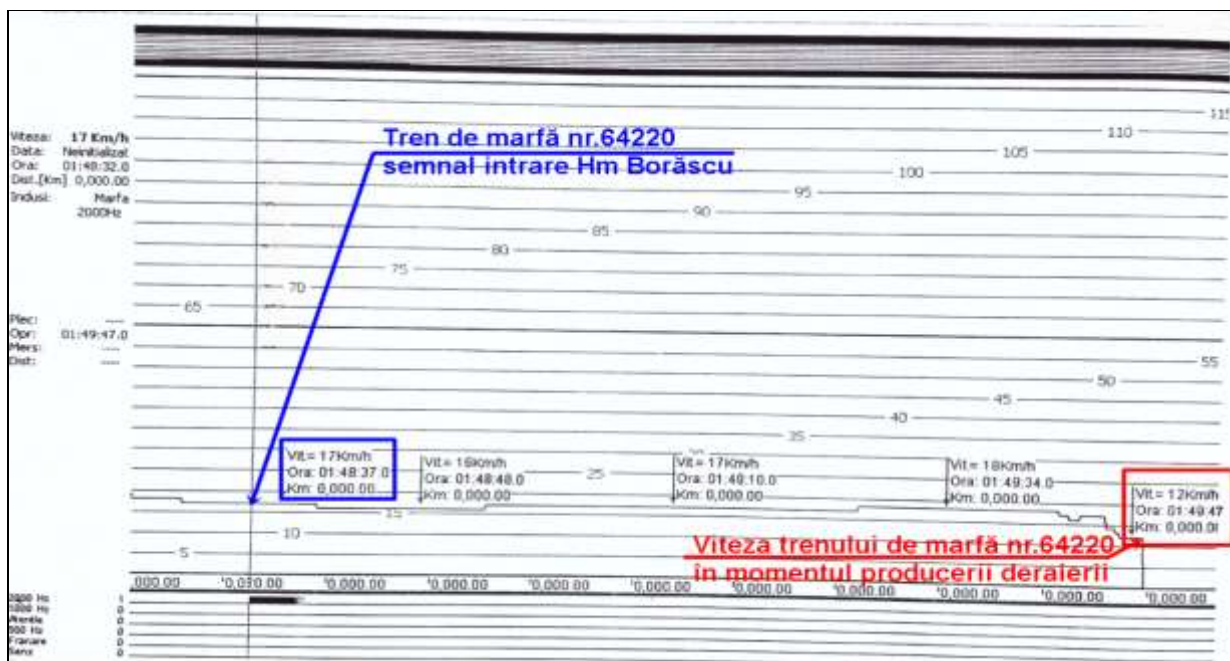 Viteza: 17 Km/h
Data: Neinitializat
Ora: 01:48:32.0
Dist.[Km] 0,000.00
Indusi: Marfa
2000Hz
Plec: ----
Opr: 01:49:47.0
Mers: ----
Dist: ----
Tren de marfă nr.64220
semnal intrare Hm Borăscu
115
110
105
100
95
90
85
80
75
70
65
55
50
45
40
35
25
15
10
5
Vit.= 17Km/h
Ora: 01:48:37.0
Km: 0,000.00
Vit.= 16Km/h
Ora: 01:48:48.0
Km: 0,000.00
Vit.= 17Km/h
Ora: 01:49:10.0
Km: 0,000.00
Vit.= 18Km/h
Ora: 01:49:34.0
Km: 0,000.00
Vit.= 12Km/h
Ora: 01:49:47
Km: 0,000.0
Viteza trenului de marfă nr.64220
în momentul producerii deraierii
,000.00 '0,000.00 '0,000.00 '0,000.00 '0,000.00 '0,000.00 '0,000.00 '0,000.00 '0,000.00 '0,000.00 '0,000.00
2000 Hz 1
1000 Hz 0
Atentie 0
500 Hz 0
Franare 0
Sens 0